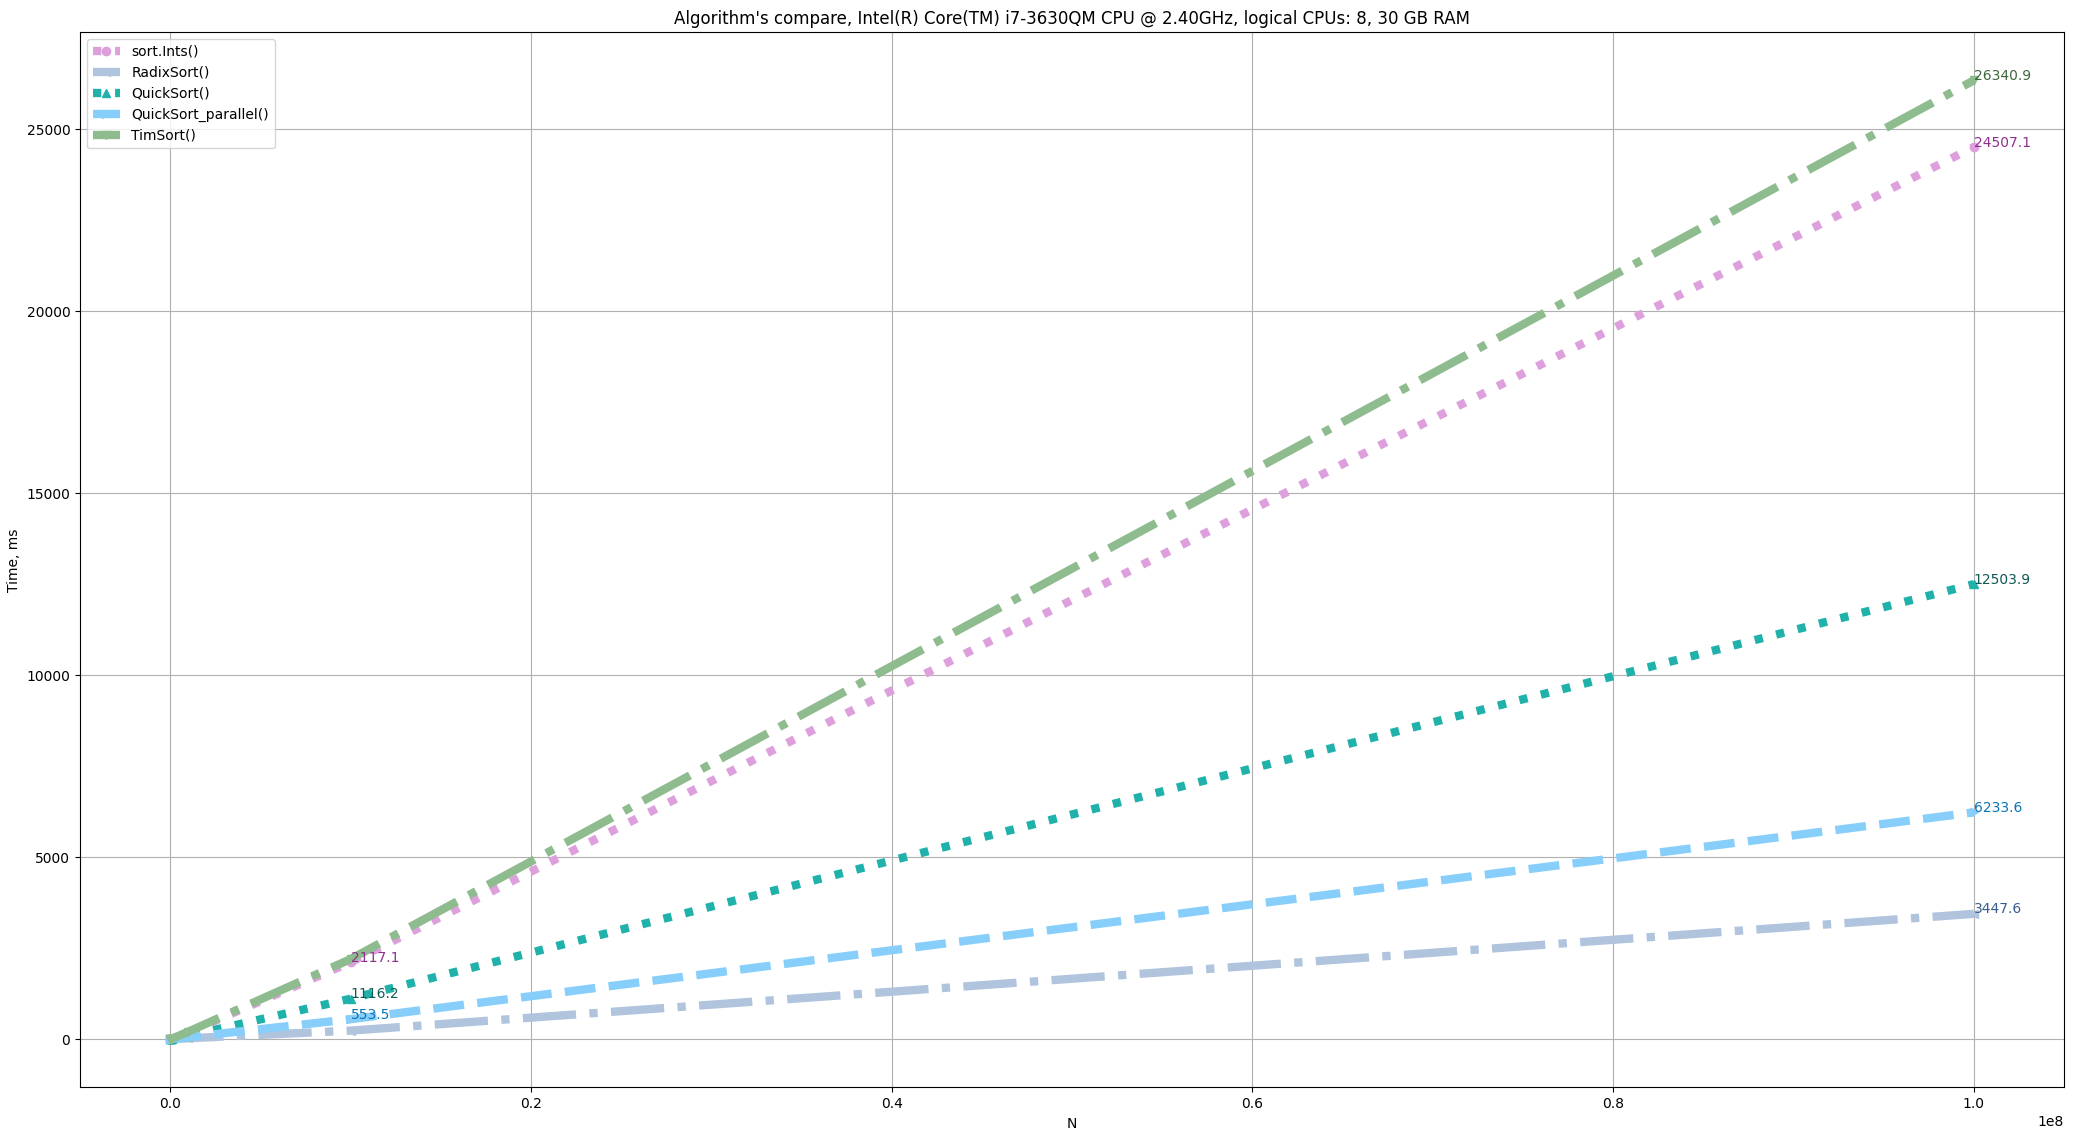 Algorithm's compare, Intel(R) Core(TM) i7-3630QM CPU @ 2.40GHz, logical CPUs: 8, 30 GB RAM
sort.Ints()
RadixSort()
QuickSort()
QuickSort_parallel()
TimSort()
26340.9
24507.1
12503.9
6233.6
3447.6
2117.1
1116.2
553.5
Time, ms
25000
20000
15000
10000
5000
0
0.0
0.2
0.4
0.6
0.8
1.0
1e8
N